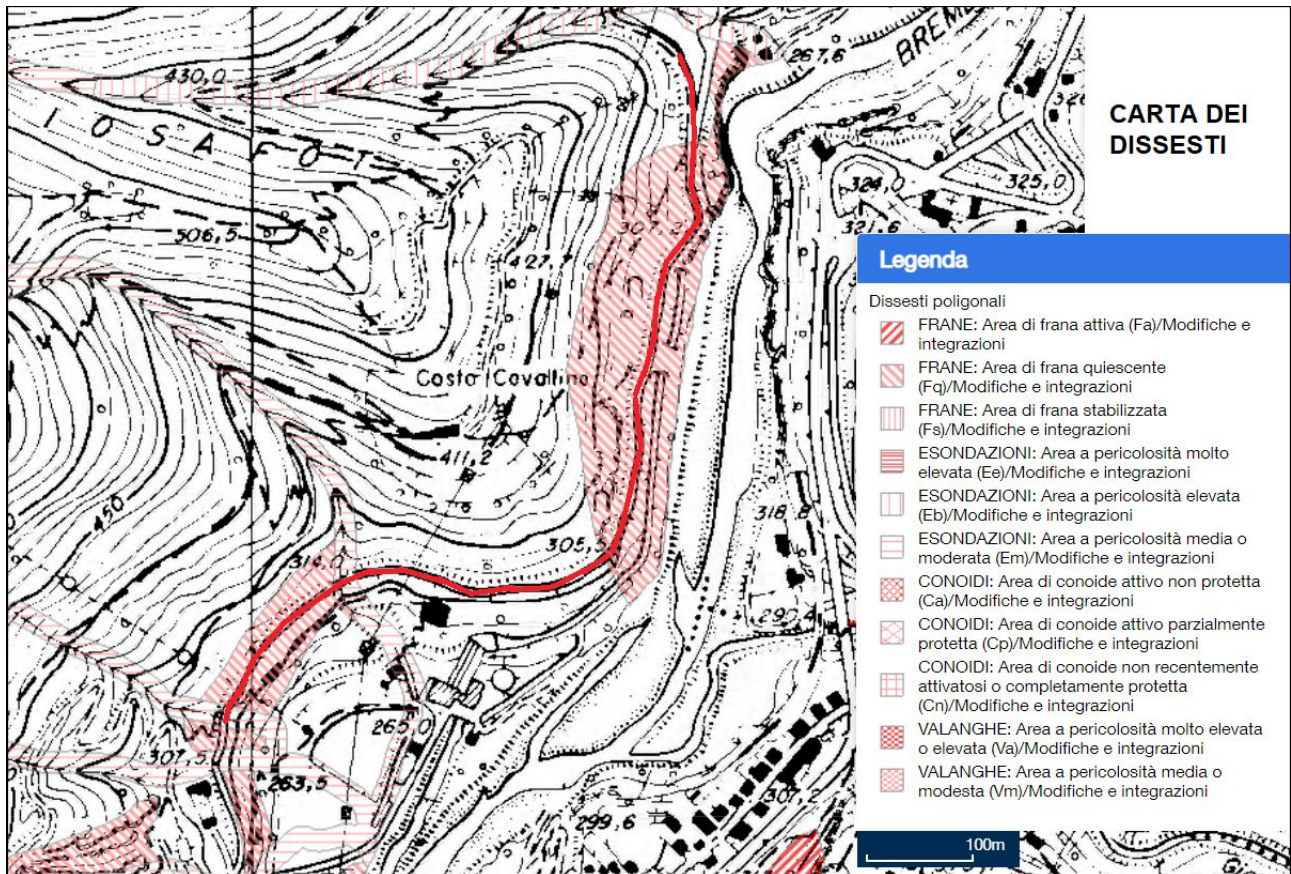 BREMB
267,6
430,0
IOSAFOT
CARTA DEI
DISSESTI
324,0
325,0
321,6
506,5
427,7
Legenda
Dissesti poligonali
FRANE: Area di frana attiva (Fa)/Modifiche e
integrazioni
FRANE: Area di frana quiescente
(Fq)/Modifiche e integrazioni
FRANE: Area di frana stabilizzata
(Fs)/Modifiche e integrazioni
ESONDAZIONI: Area a pericolosità molto
elevata (Ee)/Modifiche e integrazioni
ESONDAZIONI: Area a pericolosità elevata
(Eb)/Modifiche e integrazioni
ESONDAZIONI: Area a pericolosità media o
moderata (Em)/Modifiche e integrazioni
CONOIDI: Area di conoide attivo non protetta
(Ca)/Modifiche e integrazioni
CONOIDI: Area di conoide attivo parzialmente
protetta (Cp)/Modifiche e integrazioni
CONOIDI: Area di conoide non recentemente
attivatosi o completamente protetta
(Cn)/Modifiche e integrazioni
VALANGHE: Area a pericolosità molto elevata
o elevata (Va)/Modifiche e integrazioni
VALANGHE: Area a pericolosità media o
modesta (Vm)/Modifiche e integrazioni
Costa Cavallina
411,2
450
318,8
305,5
265,0
307,5
263,5
307,2
299,6
100m